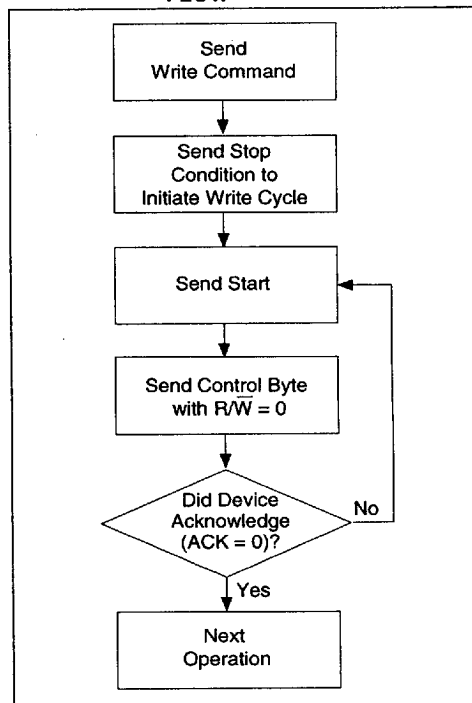 FLOW
Send
Write Command
Send Stop
Condition to
Initiate Write Cycle
Send Start
Send Control Byte
with R/W̅ = 0
Did Device
Acknowledge
(ACK = 0)?
No
Yes
Next
Operation